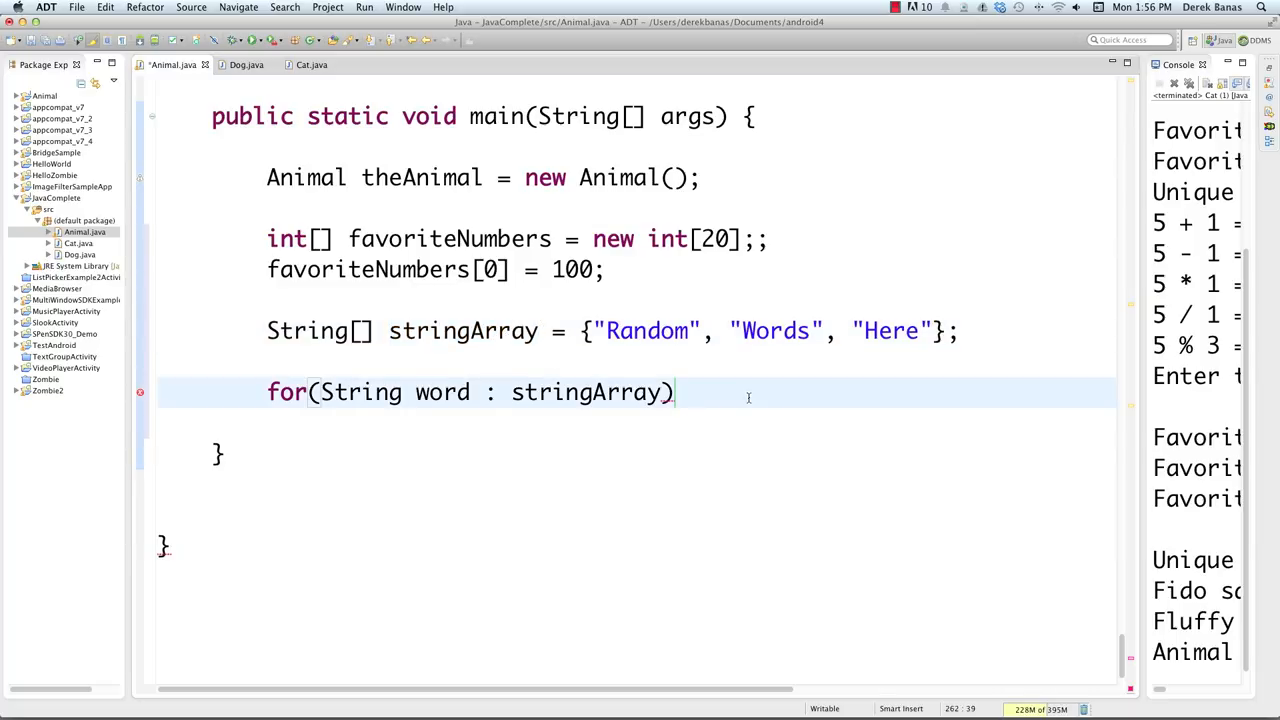 ADT File Edit Refactor Source Navigate Search Project Run Window Help 10 Mon 1:56 PM Derek Banas
Java - JavaComplete/src/Animal.java - ADT - /Users/derekbanas/Documents/android4
Quick Access Java DDMS
Package Exp
*Animal.java Dog.java Cat.java
Console
<terminated> Cat (1) [Java
Animal
appcompat_v7
appcompat_v7_2
appcompat_v7_3
appcompat_v7_4
BridgeSample
HelloWorld
HelloZombie
ImageFilterSampleApp
JavaComplete
src
(default package)
Animal.java
Cat.java
Dog.java
JRE System Library [Ja
ListPickerExample2Activi
MediaBrowser
MultiWindowSDKExample
MusicPlayerActivity
SlookActivity
SPenSDK30_Demo
TestAndroid
TextGroupActivity
VideoPlayerActivity
Zombie
Zombie2
public static void main(String[] args) {
Animal theAnimal = new Animal();
int[] favoriteNumbers = new int[20];;
favoriteNumbers[0] = 100;
String[] stringArray = {"Random", "Words", "Here"};
for(String word : stringArray)
}
}
Favorit
Favorit
Unique
5 + 1 =
5 - 1 =
5 * 1 =
5 / 1 =
5 % 3 =
Enter t
Favorit
Favorit
Favorit
Unique
Fido sa
Fluffy
Animal
Writable Smart Insert 262 : 39 228M of 395M